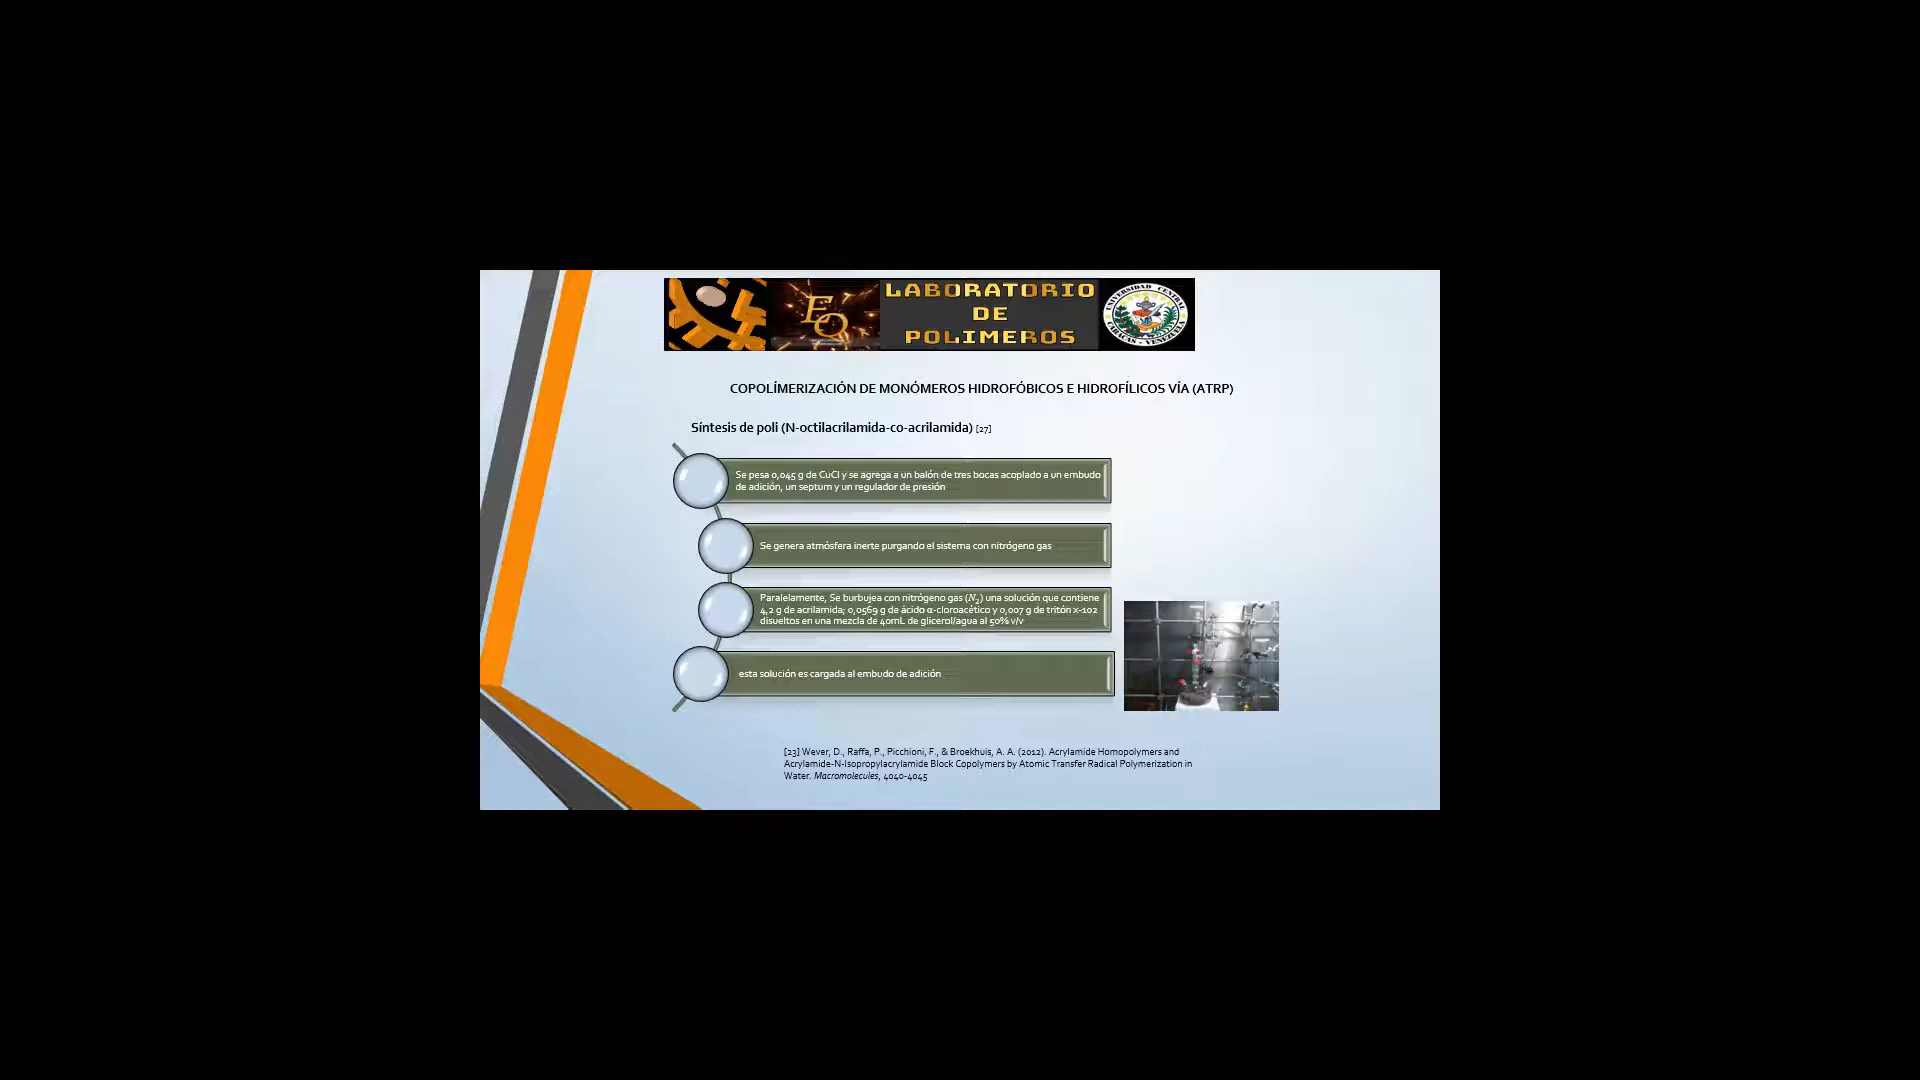 EQ
LABORATORIO
DE
POLIMEROS
UNIVERSIDAD CENTRAL
CARACAS - VENEZUELA
COPOLÍMERIZACIÓN DE MONÓMEROS HIDROFÓBICOS E HIDROFÍLICOS VÍA (ATRP)
Síntesis de poli (N-octilacrilamida-co-acrilamida) [27]
Se pesa 0,045 g de CuCl y se agrega a un balón de tres bocas acoplado a un embudo
de adición, un septum y un regulador de presión
Se genera atmósfera inerte purgando el sistema con nitrógeno gas
Paralelamente, Se burbujea con nitrógeno gas (N₂) una solución que contiene
4,2 g de acrilamida; 0,0569 g de ácido α-cloroacético y 0,007 g de tritón x-102
disueltos en una mezcla de 40mL de glicerol/agua al 50% v/v
esta solución es cargada al embudo de adición
[23] Wever, D., Raffa, P., Picchioni, F., & Broekhuis, A. A. (2012). Acrylamide Homopolymers and
Acrylamide-N-Isopropylacrylamide Block Copolymers by Atomic Transfer Radical Polymerization in
Water. Macromolecules, 4040-4045